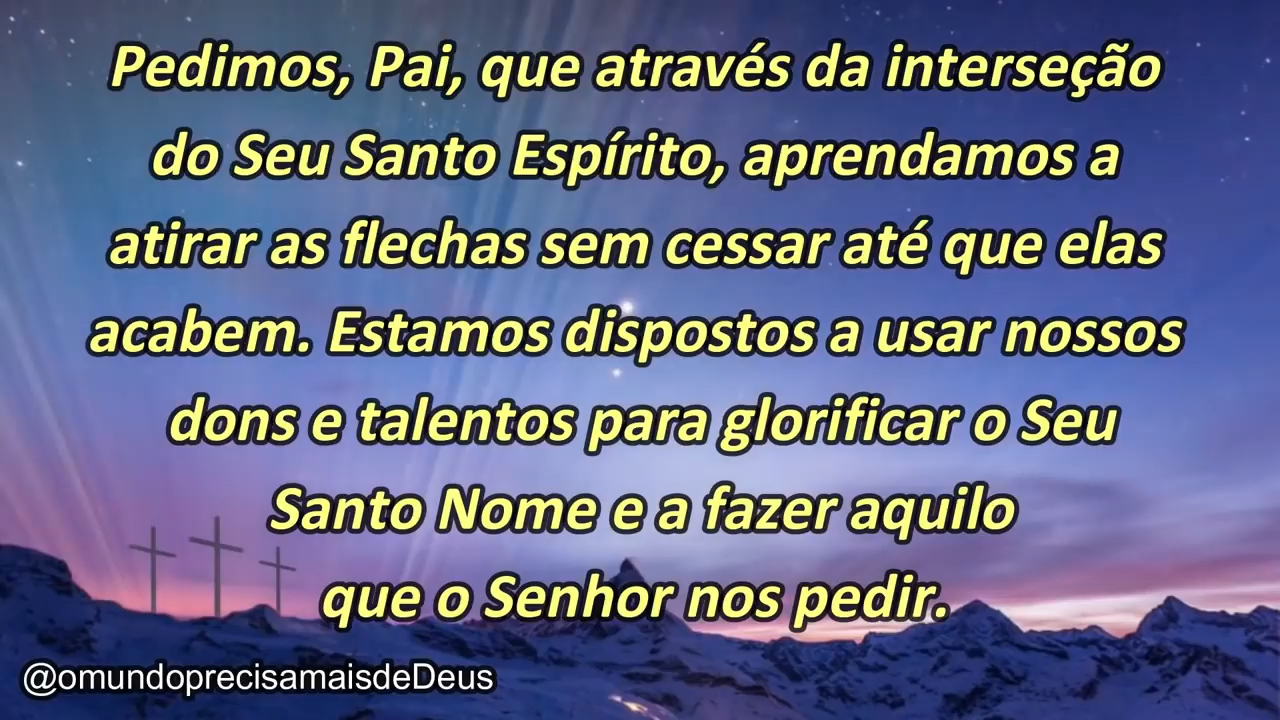 Pedimos, Pai, que através da interseção
do Seu Santo Espírito, aprendamos a
atirar as flechas sem cessar até que elas
acabem. Estamos dispostos a usar nossos
dons e talentos para glorificar o Seu
Santo Nome e a fazer aquilo
que o Senhor nos pedir.
@omundoprecisamaisdeDeus